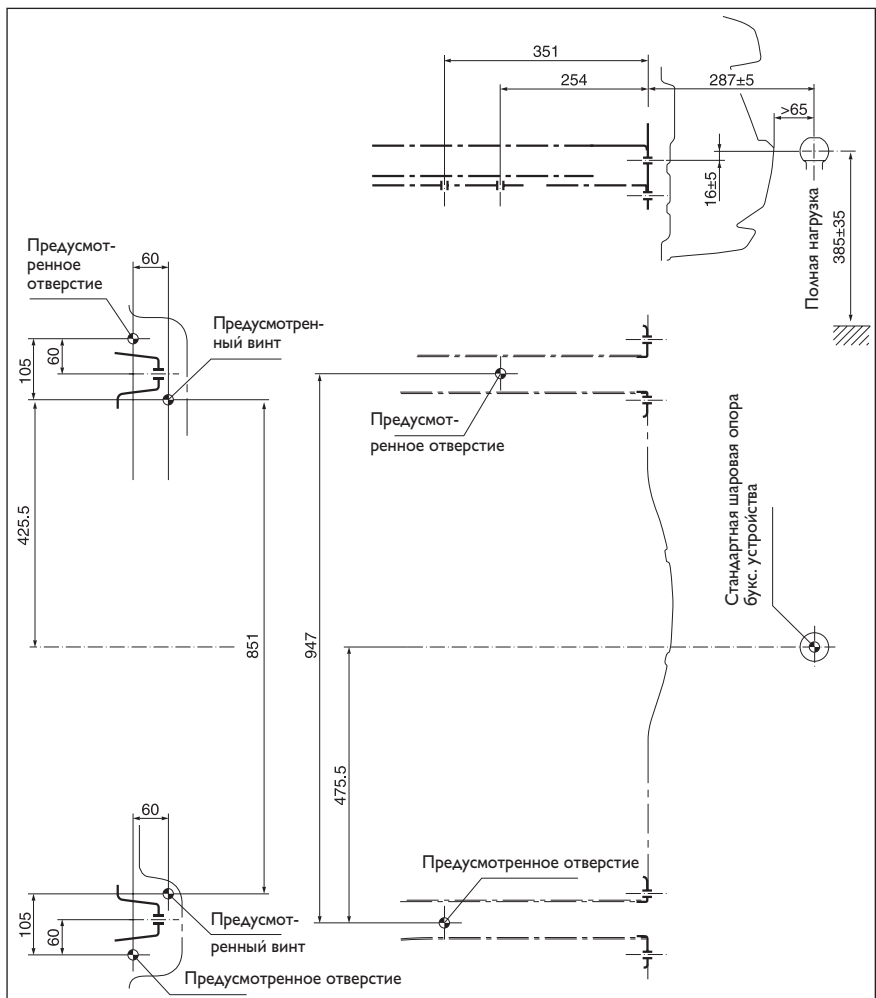 351
254
287±5
>65
16±5
Полная нагрузка
385±35
Предусмот-
ренное
отверстие
60
Предусмотрен-
ный винт
105
60
Предусмот-
ренное отверстие
425.5
851
947
475.5
Стандартная шаровая опора
букс. устройства
60
Предусмотренное отверстие
105
60
Предусмот-
ренный винт
Предусмотренное отверстие